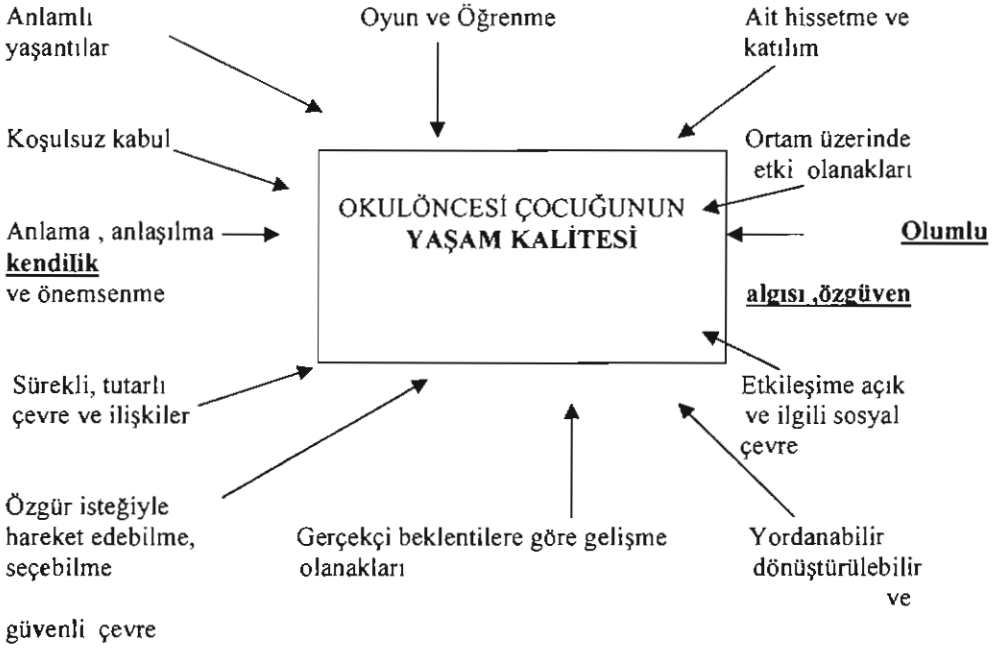 Anlamlı Oyun ve Öğrenme Ait hissetme ve
yaşantılar katılım
Koşulsuz kabul Ortam üzerinde
etki olanakları
OKULÖNCESİ ÇOCUĞUNUN
Anlama , anlaşılma YAŞAM KALİTESİ Olumlu
kendilik
ve önemsenme algısı ,özgüven
Sürekli, tutarlı Etkileşime açık
çevre ve ilişkiler ve ilgili sosyal
çevre
Özgür isteğiyle
hareket edebilme, Gerçekçi beklentilere göre gelişme Yordanabilir
seçebilme olanakları dönüştürülebilir
ve
güvenli çevre